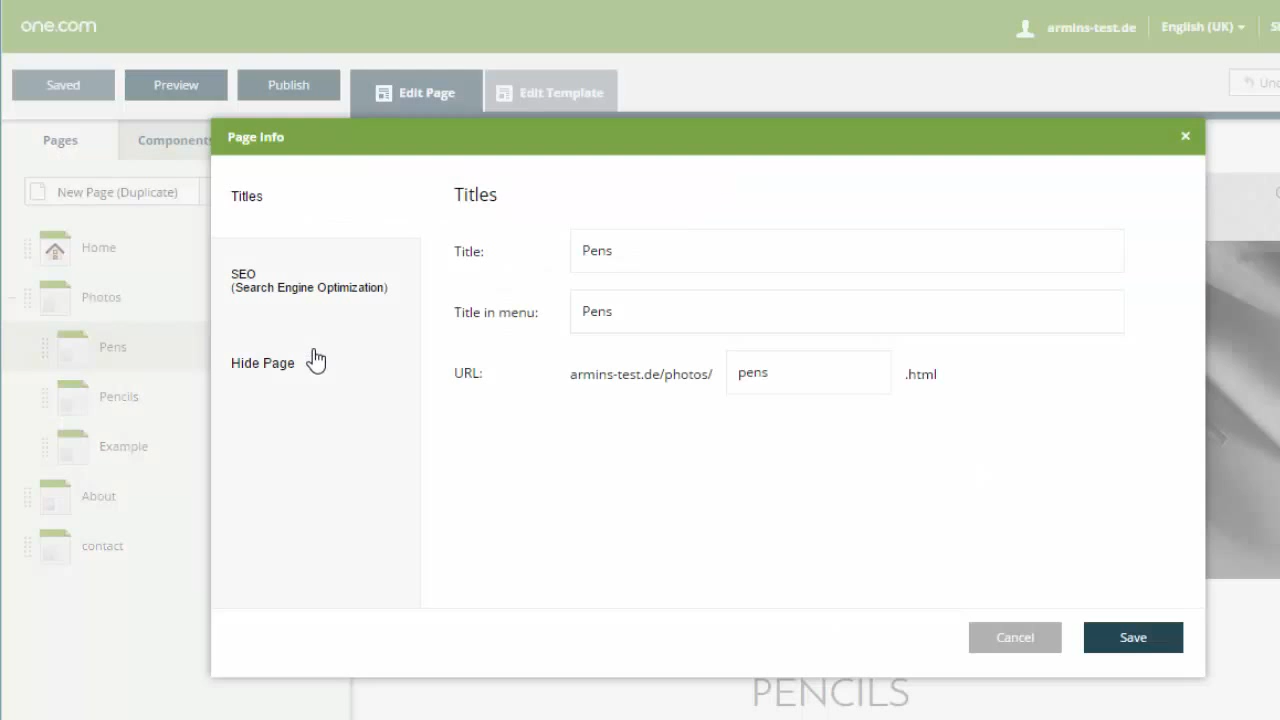 one.com
armins-test.de
English (UK)
Saved
Preview
Publish
Edit Page
Edit Template
Pages
Components
Page Info
New Page (Duplicate)
Home
Photos
Pens
Pencils
Example
About
contact
Titles
SEO
(Search Engine Optimization)
Hide Page
Titles
Title:
Pens
Title in menu:
Pens
URL:
armins-test.de/photos/
pens
.html
Cancel
Save
PENCILS